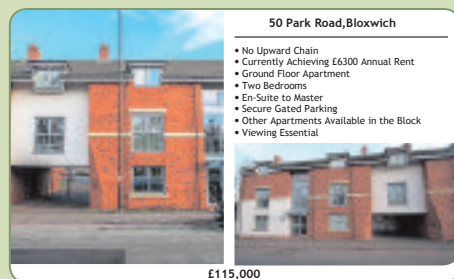 50 Park Road,Bloxwich
• No Upward Chain
• Currently Achieving £6300 Annual Rent
• Ground Floor Apartment
• Two Bedrooms
• En-Suite to Master
• Secure Gated Parking
• Other Apartments Available in the Block
• Viewing Essential
£115,000